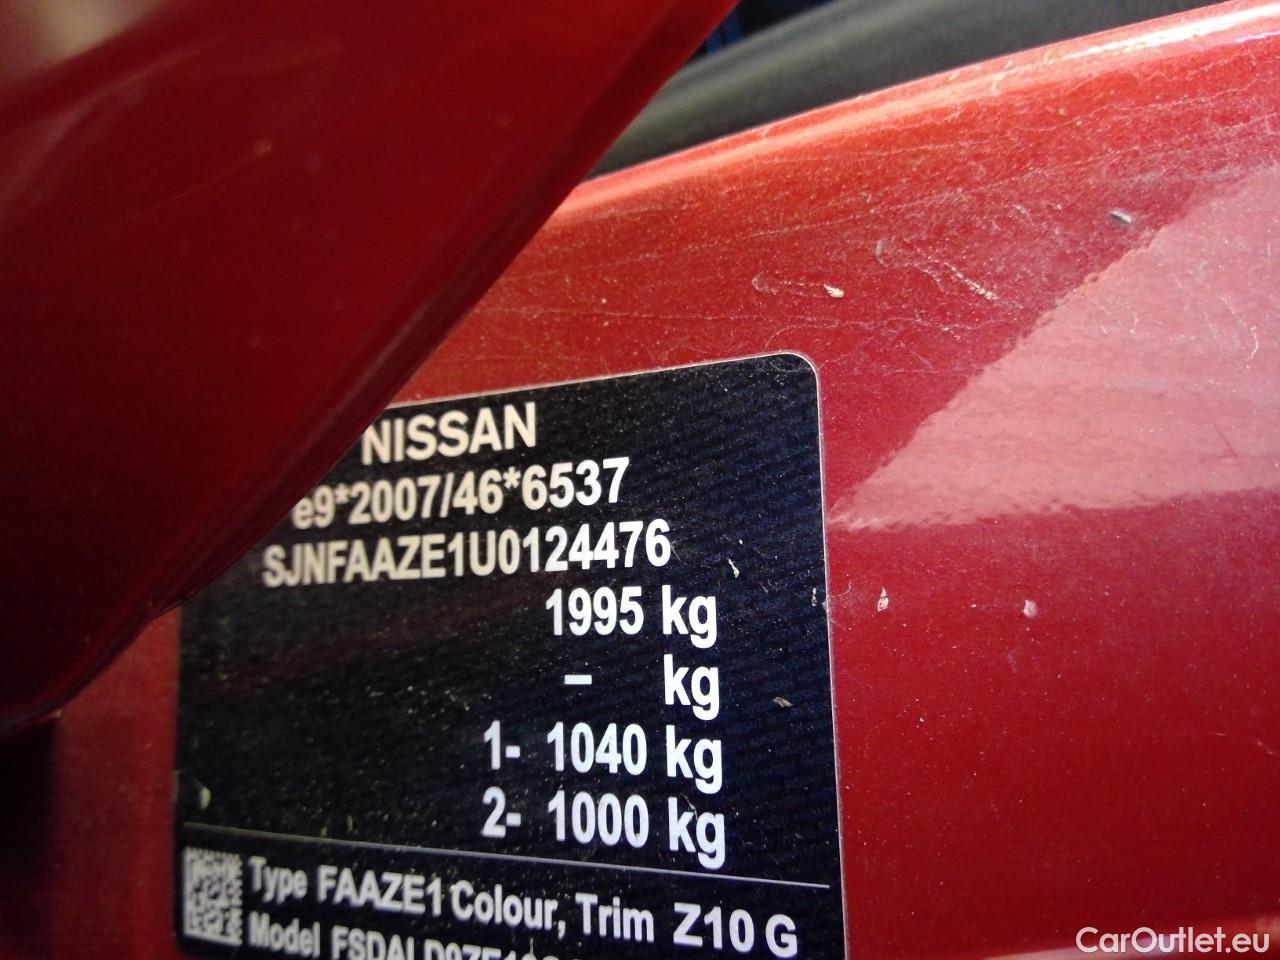 NISSAN
e9*2007/46*6537
SJNFAAZE1U0124476
1995 kg
– kg
1- 1040 kg
2- 1000 kg
Type FAAZE1 Colour, Trim Z10 G
Model
CarOutlet.eu